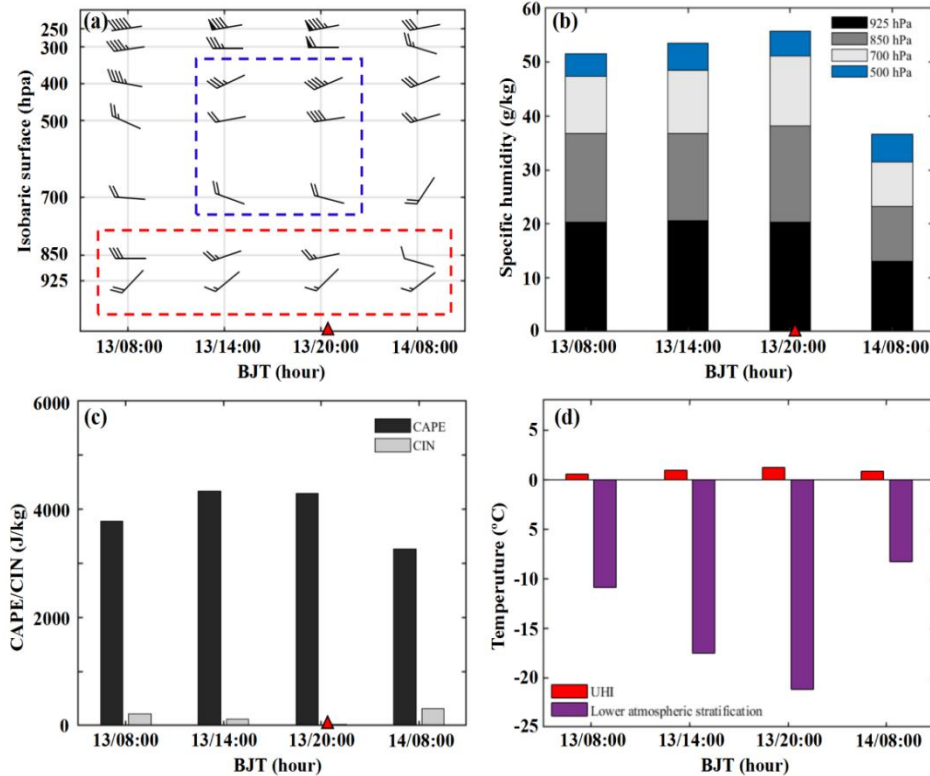 (a)
Isobaric surface (hpa)
250
300
400
500
700
850
925
13/08:00 13/14:00 13/20:00 14/08:00
BJT (hour)
(b)
Specific humidity (g/kg)
60
50
40
30
20
10
0
925 hPa
850 hPa
700 hPa
500 hPa
13/08:00 13/14:00 13/20:00 14/08:00
BJT (hour)
(c)
CAPE/CIN (J/kg)
6000
4000
2000
0
CAPE
CIN
13/08:00 13/14:00 13/20:00 14/08:00
BJT (hour)
(d)
Temperuture (°C)
5
0
5
-10
-15
-20
-25
UHI
Lower atmospheric stratification
13/08:00 13/14:00 13/20:00 14/08:00
BJT (hour)